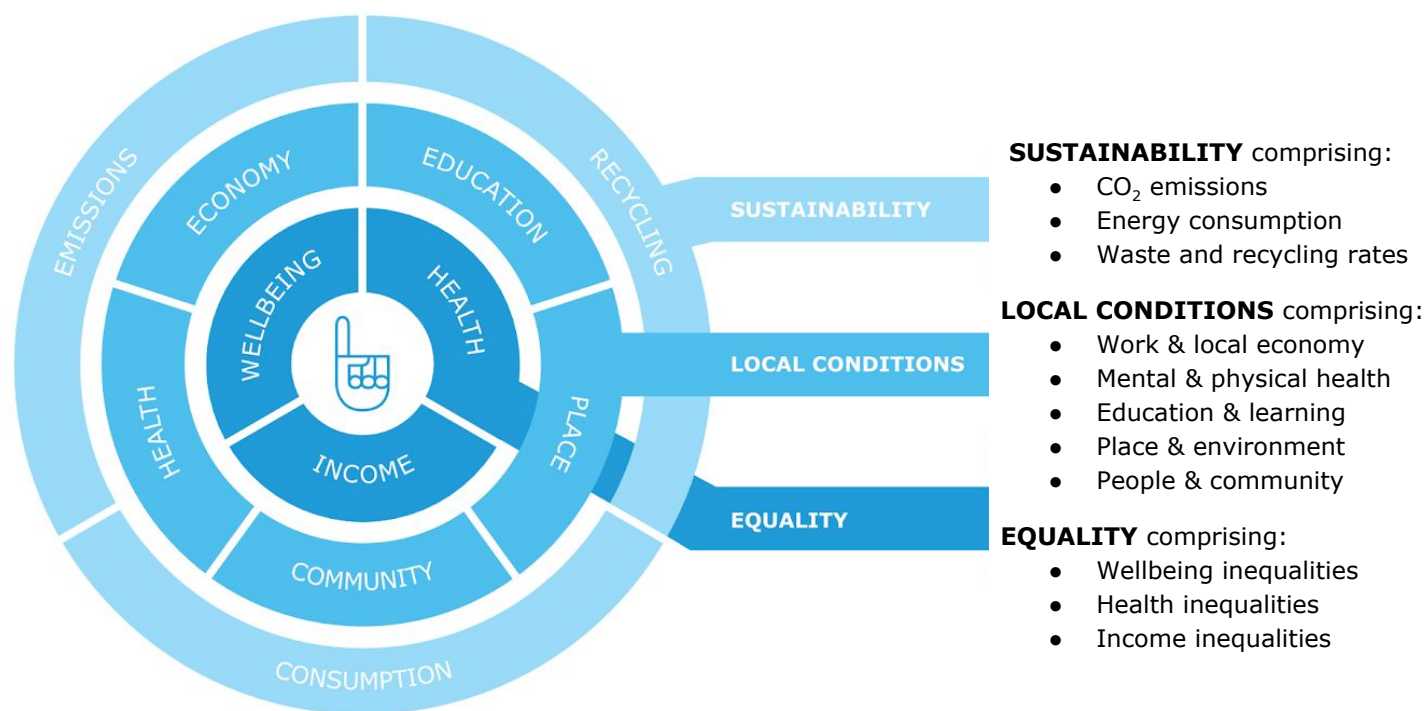 EMISSIONS
RECYCLING
CONSUMPTION
ECONOMY
EDUCATION
HEALTH
PLACE
COMMUNITY
WELLBEING
HEALTH
INCOME
SUSTAINABILITY
LOCAL CONDITIONS
EQUALITY
SUSTAINABILITY comprising:
● CO₂ emissions
● Energy consumption
● Waste and recycling rates
LOCAL CONDITIONS comprising:
● Work & local economy
● Mental & physical health
● Education & learning
● Place & environment
● People & community
EQUALITY comprising:
● Wellbeing inequalities
● Health inequalities
● Income inequalities